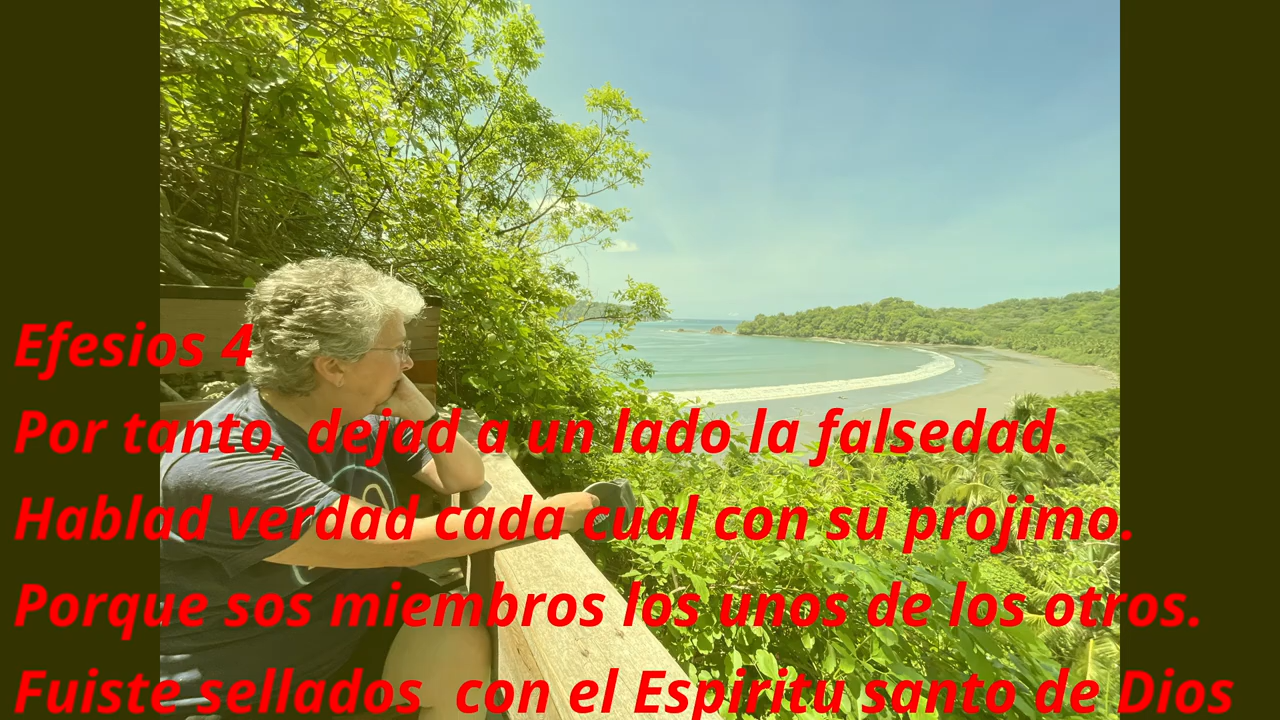 Efesios 4
Por tanto, dejad a un lado la falsedad.
Hablad verdad cada cual con su projimo.
Porque sos miembros los unos de los otros.
Fuiste sellados con el Espiritu santo de Dios